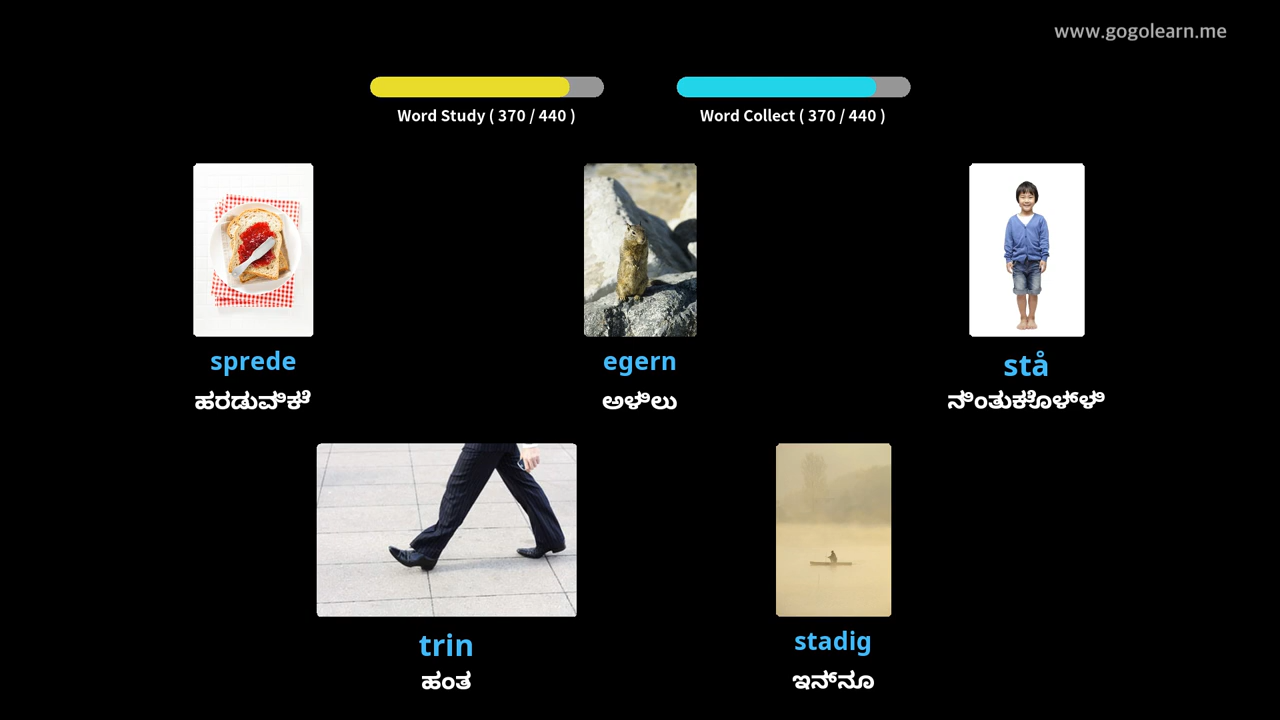 www.gogolearn.me
Word Study ( 370 / 440 )
Word Collect ( 370 / 440 )
sprede
ಹರಡುವಿಕೆ
egern
ಅಳಿಲು
stå
ನಿಂತುಕೊಳ್ಳಿ
trin
ಹಂತ
stadig
ಇನ್ನೂ